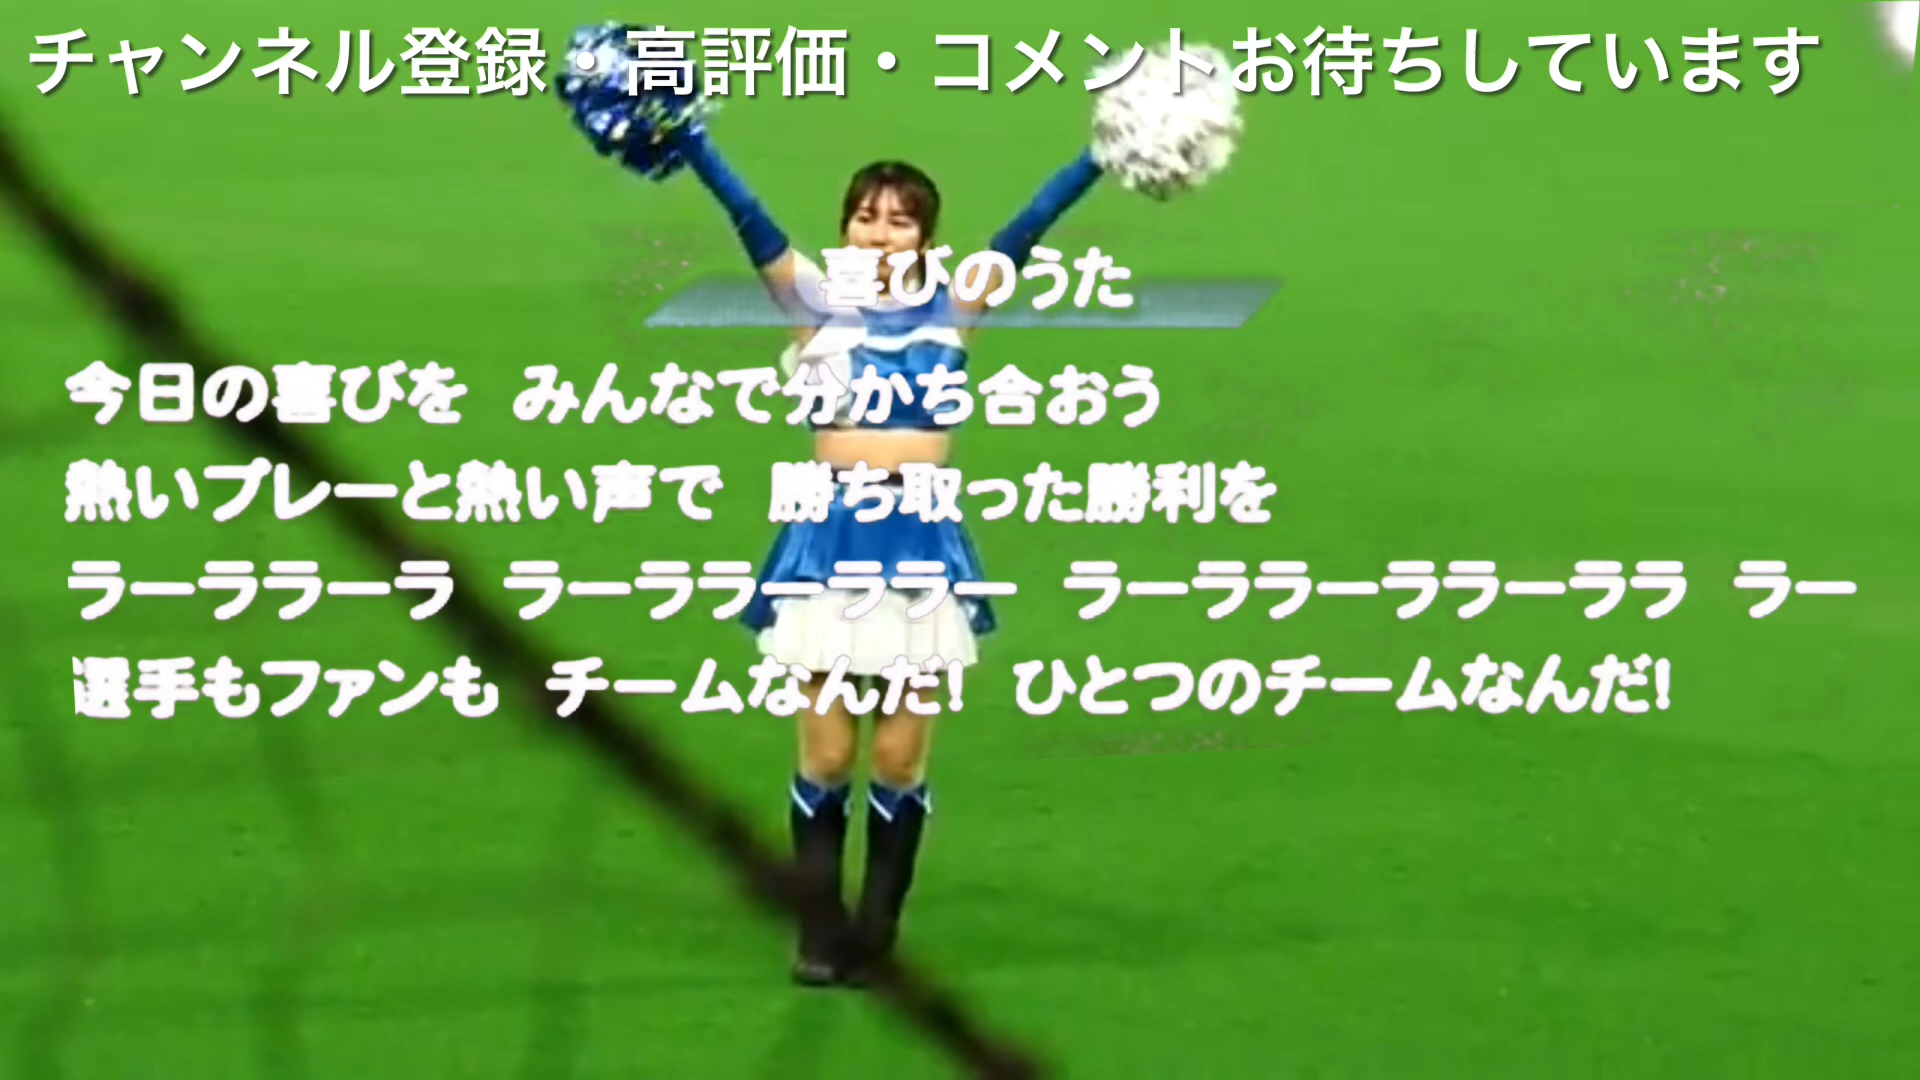 チャンネル登録・高評価・コメントお待ちしています
喜びのうた
今日の喜びを　みんなで分かち合おう
熱いプレーと熱い声で　勝ち取った勝利を
ラーララーラ　ラーララーララー　ラーララーララーララ　ラー
選手もファンも　チームなんだ!　ひとつのチームなんだ!